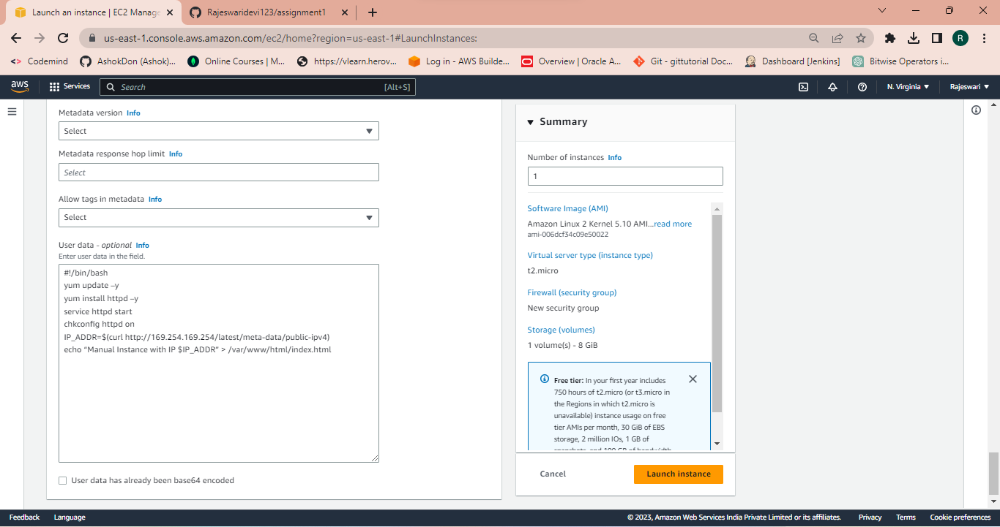 Launch an instance | EC2 Manage
Rajeswaridevi123/assignment1
us-east-1.console.aws.amazon.com/ec2/home?region=us-east-1#LaunchInstances:
R
<> Codemind
AshokDon (Ashok)...
Online Courses | M...
https://vlearn.herov...
Log in - AWS Builde...
Overview | Oracle A...
Git - gittutorial Doc...
Dashboard [Jenkins]
Bitwise Operators i...
aws
Services
Search
[Alt+S]
N. Virginia
Rajeswari
Metadata version Info
Select
Metadata response hop limit Info
Select
Allow tags in metadata Info
Select
User data - optional Info
Enter user data in the field.
#!/bin/bash
yum update –y
yum install httpd –y
service httpd start
chkconfig httpd on
IP_ADDR=$(curl http://169.254.169.254/latest/meta-data/public-ipv4)
echo “Manual Instance with IP $IP_ADDR” > /var/www/html/index.html
User data has already been base64 encoded
Summary
Number of instances Info
1
Software Image (AMI)
Amazon Linux 2 Kernel 5.10 AMI...read more
ami-006dcf34c09e50022
Virtual server type (instance type)
t2.micro
Firewall (security group)
New security group
Storage (volumes)
1 volume(s) - 8 GiB
Free tier: In your first year includes
750 hours of t2.micro (or t3.micro in
the Regions in which t2.micro is
unavailable) instance usage on free
tier AMIs per month, 30 GiB of EBS
storage, 2 million IOs, 1 GB of
snapshots, and 100 GB of bandwidth
Cancel
Launch instance
Feedback
Language
© 2023, Amazon Web Services India Private Limited or its affiliates.
Privacy
Terms
Cookie preferences